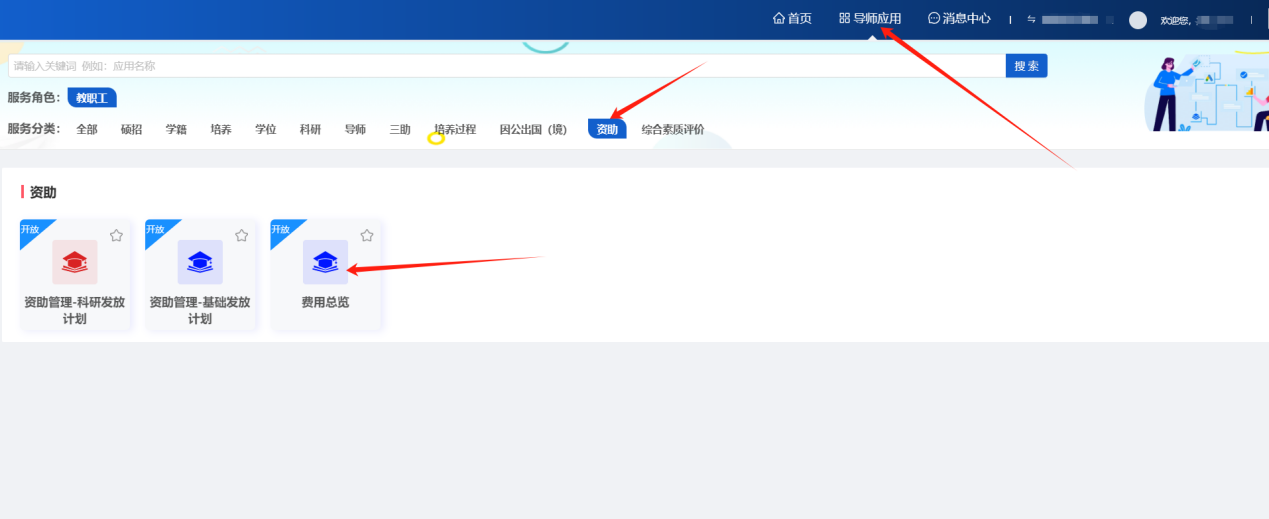 首页 导师应用 消息中心 欢迎您,
请输入关键词 例如：应用名称 搜 索
服务角色： 教职工
服务分类： 全部 硕招 学籍 培养 学位 科研 导师 三助 培养过程 因公出国（境） 资助 综合素质评价
资助
开放 开放 开放
资助管理-科研发放 资助管理-基础发放 费用总览
计划 计划